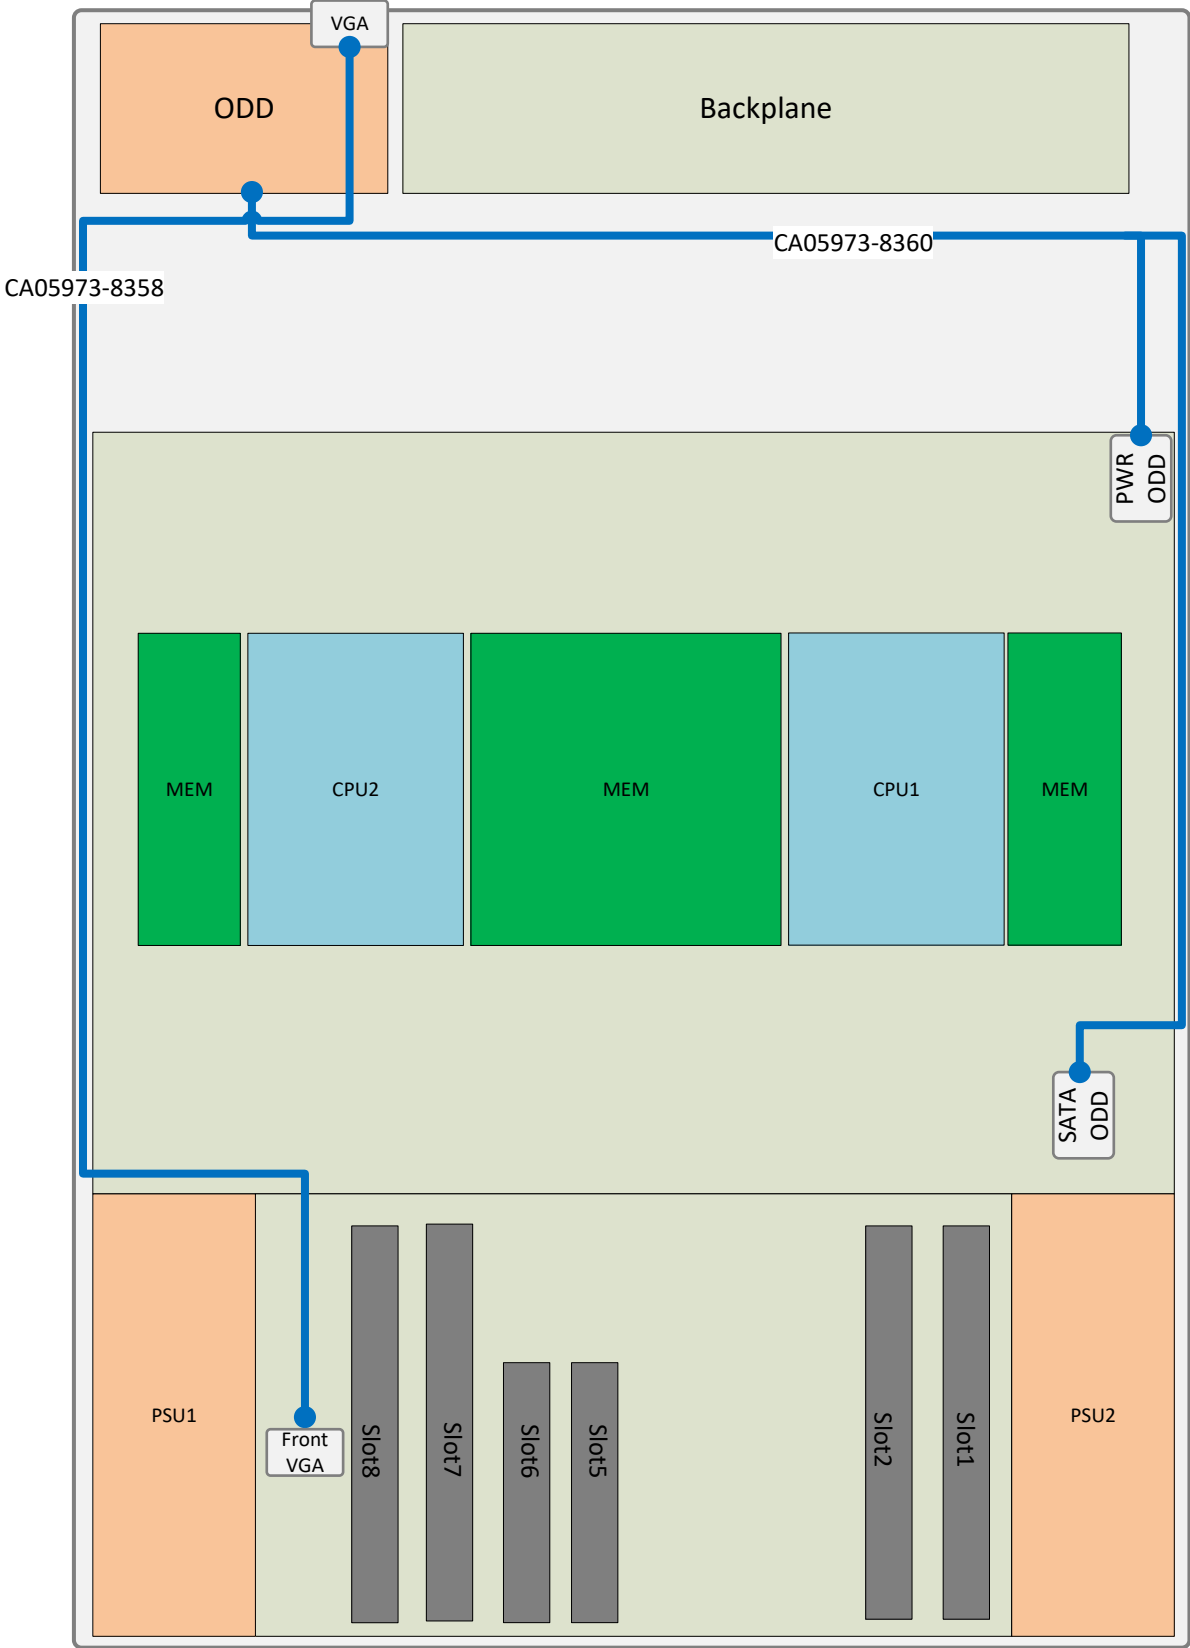 VGA
ODD
Backplane
CA05973-8360
CA05973-8358
PWR
ODD
MEM
CPU2
MEM
CPU1
MEM
SATA
ODD
PSU1
Front
VGA
Slot8
Slot7
Slot6
Slot5
Slot2
Slot1
PSU2